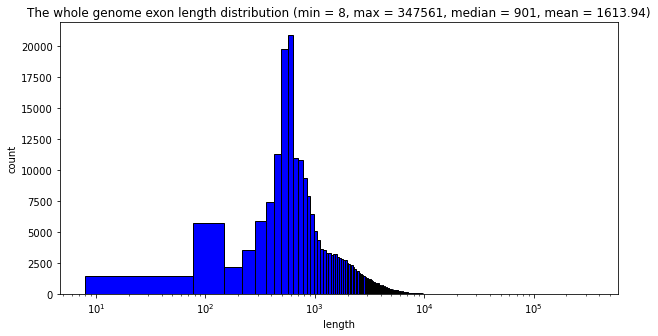 The whole genome exon length distribution (min = 8, max = 347561, median = 901, mean = 1613.94)
20000
17500
15000
12500
10000
7500
5000
2500
0
count
10¹ 10² 10³ 10⁴ 10⁵
length